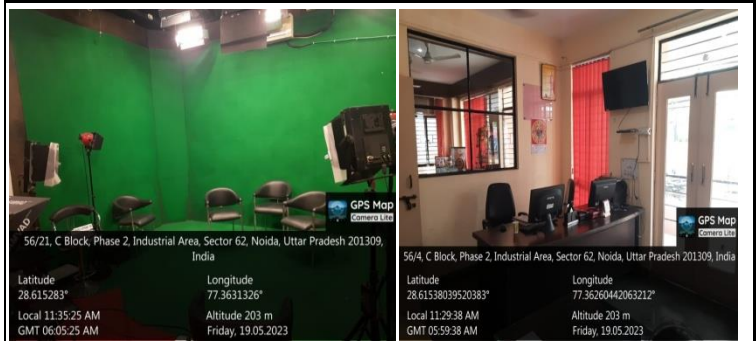 GPS Map
Camera Lite
56/21, C Block, Phase 2, Industrial Area, Sector 62, Noida, Uttar Pradesh 201309,
India
Latitude
28.615283°
Longitude
77.3631326°
Local 11:35:25 AM
GMT 06:05:25 AM
Altitude 203 m
Friday, 19.05.2023
GPS Map
Camera Lite
56/4, C Block, Phase 2, Industrial Area, Sector 62, Noida, Uttar Pradesh 201309, India
Latitude
28.61538039520383°
Longitude
77.36260442063212°
Local 11:29:38 AM
GMT 05:59:38 AM
Altitude 203 m
Friday, 19.05.2023